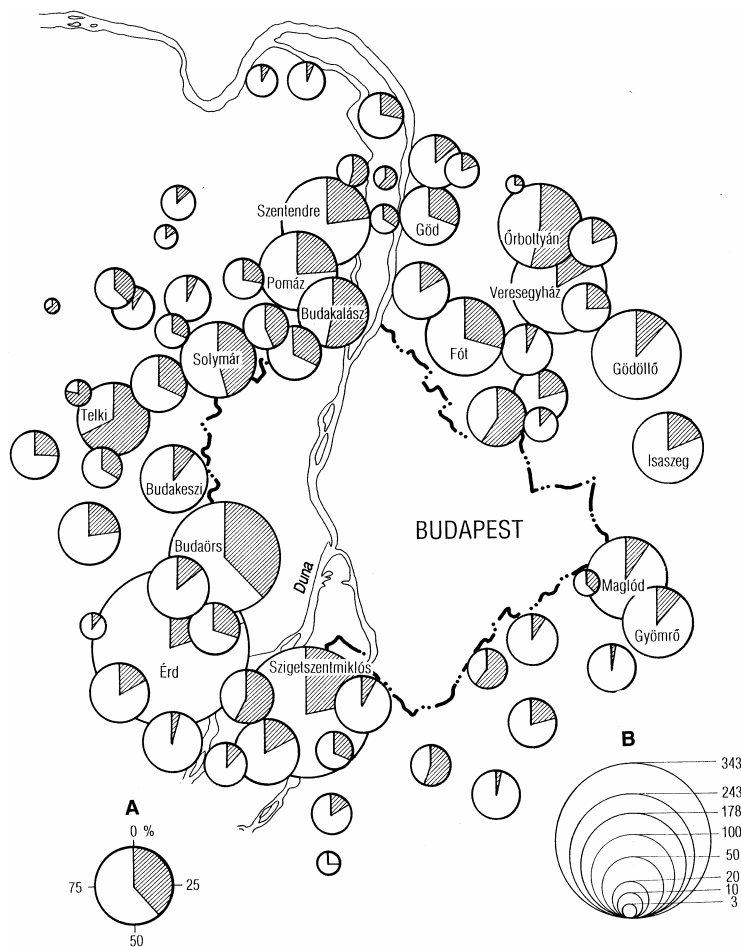 Szentendre
Göd
Őrbottyán
Pomáz
Veresegyház
Budakalász
Solymár
Fót
Gödöllő
Telki
Isaszeg
Budakeszi
BUDAPEST
Budaörs
Duna
Maglód
Gyömrő
Érd
Szigetszentmiklós
B
343
243
178
100
50
20
10
3
A
0 %
75
25
50